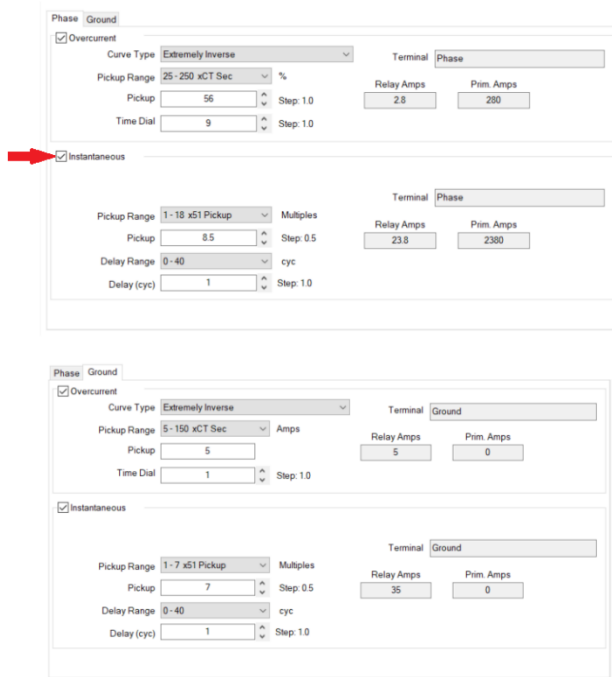 Phase Ground
Overcurrent
Curve Type Extremely Inverse Terminal Phase
Pickup Range 25 - 250 xCT Sec % Relay Amps Prim. Amps
Pickup 56 Step: 1.0 2.8 280
Time Dial 9 Step: 1.0
Instantaneous
Terminal Phase
Pickup Range 1 - 18 x51 Pickup Multiples Relay Amps Prim. Amps
Pickup 8.5 Step: 0.5 23.8 2380
Delay Range 0 - 40 cyc
Delay (cyc) 1 Step: 1.0
Phase Ground
Overcurrent
Curve Type Extremely Inverse Terminal Ground
Pickup Range 5 - 150 xCT Sec Amps Relay Amps Prim. Amps
Pickup 5 5 0
Time Dial 1 Step: 1.0
Instantaneous
Terminal Ground
Pickup Range 1 - 7 x51 Pickup Multiples Relay Amps Prim. Amps
Pickup 7 Step: 0.5 35 0
Delay Range 0 - 40 cyc
Delay (cyc) 1 Step: 1.0